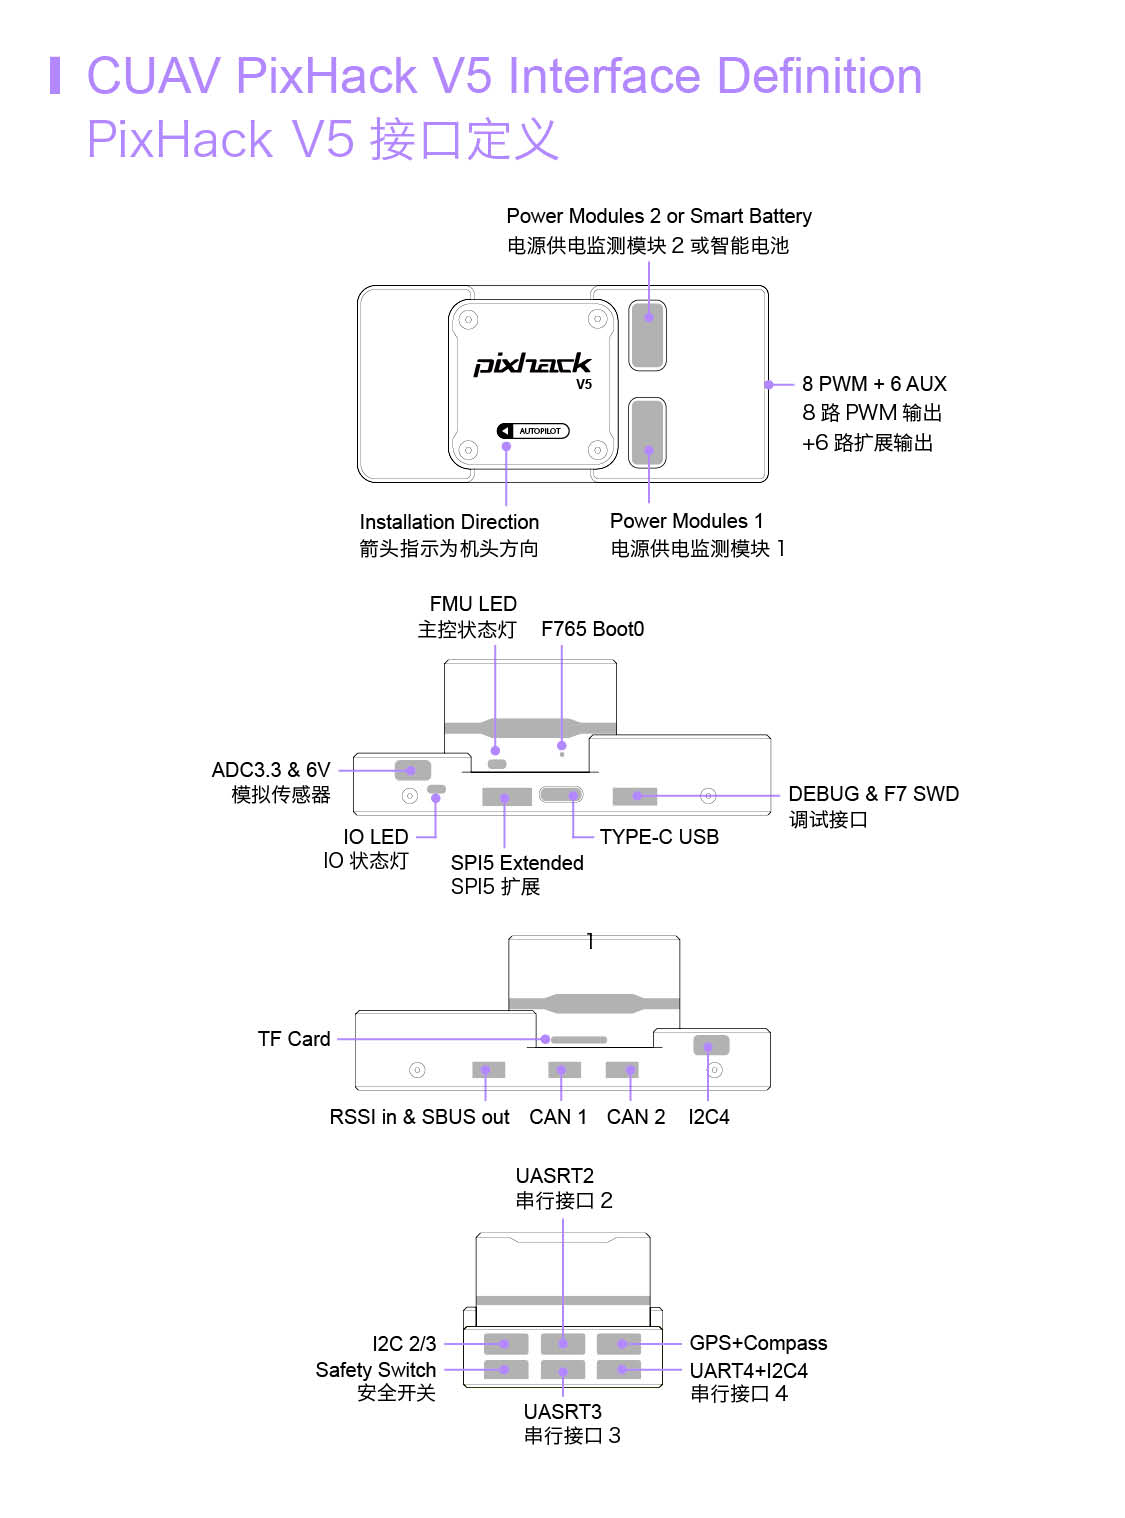 CUAV PixHack V5 Interface Definition
PixHack V5 接口定义
Power Modules 2 or Smart Battery
电源供电监测模块 2 或智能电池
pixhack
V5
AUTOPILOT
8 PWM + 6 AUX
8 路 PWM 输出
+6 路扩展输出
Installation Direction
箭头指示为机头方向
Power Modules 1
电源供电监测模块 1
FMU LED
主控状态灯
F765 Boot0
ADC3.3 & 6V
模拟传感器
DEBUG & F7 SWD
调试接口
IO LED
IO 状态灯
TYPE-C USB
SPI5 Extended
SPI5 扩展
1
TF Card
RSSI in & SBUS out
CAN 1
CAN 2
I2C4
UASRT2
串行接口 2
I2C 2/3
GPS+Compass
Safety Switch
安全开关
UART4+I2C4
串行接口 4
UASRT3
串行接口 3